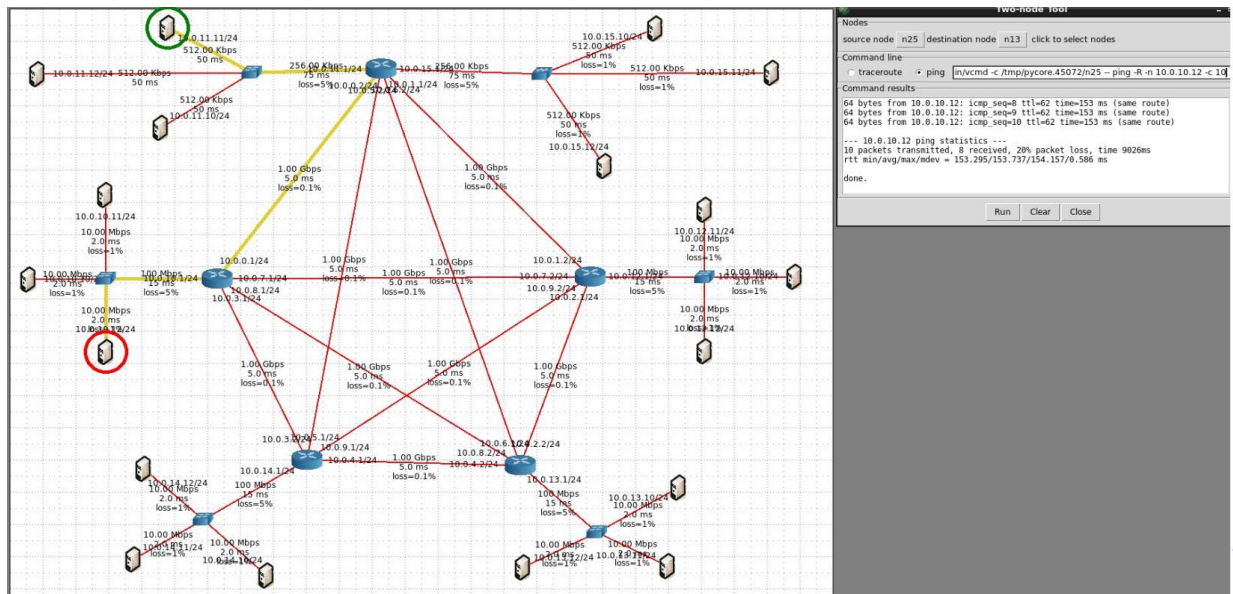 Two-node Tool
Nodes
source node n25 destination node n13 click to select nodes
Command line
traceroute ping in/vcmd -c /tmp/pycore.45072/n25 -- ping -R -n 10.0.10.12 -c 10
Command results
64 bytes from 10.0.10.12: icmp_seq=8 ttl=62 time=153 ms (same route)
64 bytes from 10.0.10.12: icmp_seq=9 ttl=62 time=153 ms (same route)
64 bytes from 10.0.10.12: icmp_seq=10 ttl=62 time=153 ms (same route)
--- 10.0.10.12 ping statistics ---
10 packets transmitted, 8 received, 20% packet loss, time 9026ms
rtt min/avg/max/mdev = 153.295/153.737/154.157/0.586 ms
done.
Run Clear Close
10.0.11.11/24
512.00 Kbps
50 ms
10.0.11.12/24
512.00 Kbps
50 ms
512.00 Kbps
50 ms
10.0.11.10/24
256.00 Kbps
75 ms
loss=5%
256.00 Kbps
75 ms
loss=5%
10.0.15.10/24
512.00 Kbps
50 ms
loss=1%
512.00 Kbps
50 ms
loss=1%
10.0.15.11/24
512.00 Kbps
50 ms
loss=1%
10.0.15.12/24
1.00 Gbps
5.0 ms
loss=0.1%
1.00 Gbps
5.0 ms
loss=0.1%
10.0.10.11/24
10.00 Mbps
2.0 ms
loss=1%
10.00 Mbps
2.0 ms
loss=1%
100 Mbps
15 ms
loss=5%
10.00 Mbps
2.0 ms
10.0.0.1/24
10.0.7.1/24
10.0.8.1/24
10.0.3.1/24
1.00 Gbps
5.0 ms
loss=0.1%
1.00 Gbps
5.0 ms
loss=0.1%
1.00 Gbps
5.0 ms
loss=0.1%
10.0.1.2/24
10.0.7.2/24
10.0.9.2/24
10.0.2.1/24
10.0.12.11/24
10.00 Mbps
2.0 ms
loss=1%
100 Mbps
15 ms
loss=5%
10.00 Mbps
2.0 ms
loss=1%
10.00 Mbps
2.0 ms
1.00 Gbps
5.0 ms
loss=0.1%
1.00 Gbps
5.0 ms
loss=0.1%
1.00 Gbps
5.0 ms
loss=0.1%
1.00 Gbps
5.0 ms
loss=0.1%
10.0.9.1/24
10.0.4.1/24
10.0.14.1/24
1.00 Gbps
5.0 ms
loss=0.1%
10.0.8.2/24
10.0.4.2/24
10.0.13.1/24
10.0.14.12/24
10.00 Mbps
2.0 ms
loss=1%
100 Mbps
15 ms
loss=5%
10.00 Mbps
loss=1%
10.00 Mbps
2.0 ms
loss=1%
100 Mbps
15 ms
loss=5%
10.0.13.10/24
10.00 Mbps
2.0 ms
loss=1%
10.00 Mbps
loss=1%
10.00 Mbps
loss=1%